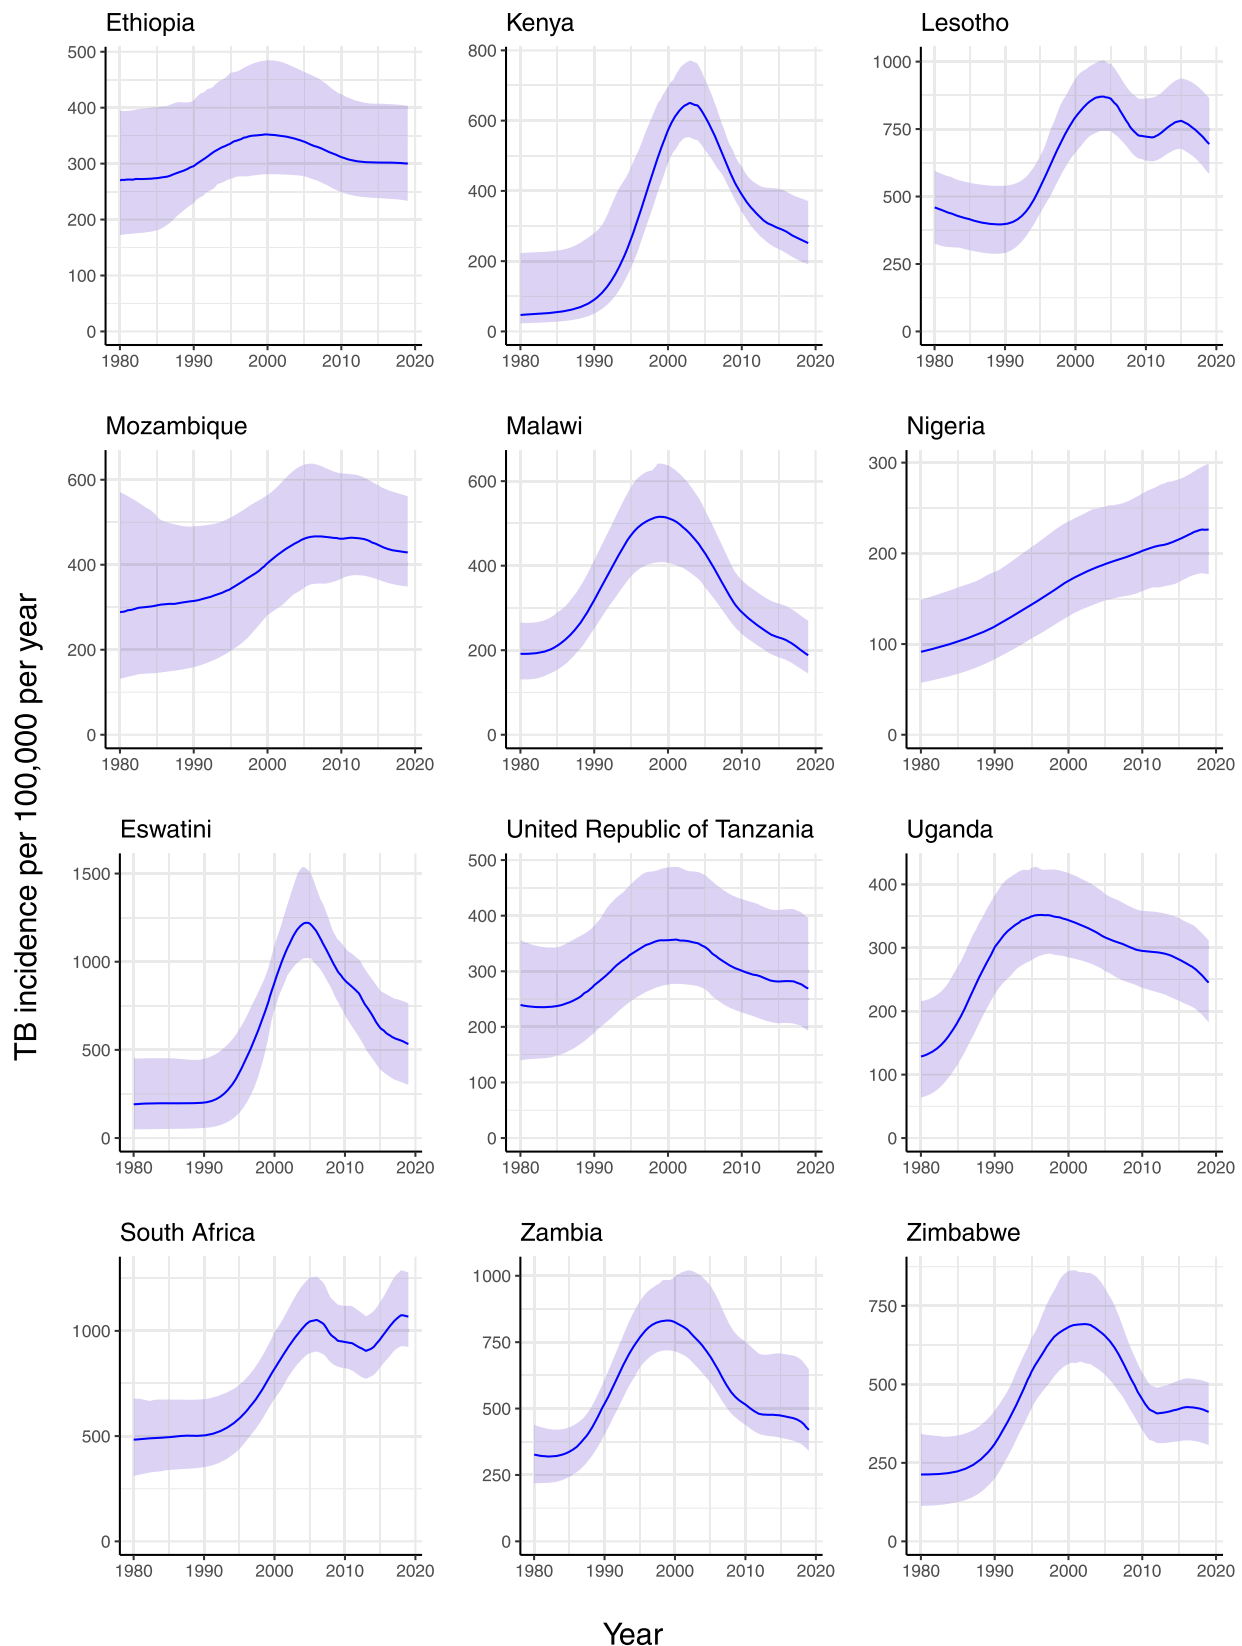 Ethiopia
Kenya
Lesotho
500
400
300
200
100
0
1980 1990 2000 2010 2020
800
600
400
200
0
1980 1990 2000 2010 2020
1000
750
500
250
0
1980 1990 2000 2010 2020
Mozambique
Malawi
Nigeria
600
400
200
0
1980 1990 2000 2010 2020
600
400
200
0
1980 1990 2000 2010 2020
300
200
100
0
1980 1990 2000 2010 2020
TB incidence per 100,000 per year
Eswatini
United Republic of Tanzania
Uganda
1500
1000
500
0
1980 1990 2000 2010 2020
500
400
300
200
100
0
1980 1990 2000 2010 2020
400
300
200
100
0
1980 1990 2000 2010 2020
South Africa
Zambia
Zimbabwe
1000
500
0
1980 1990 2000 2010 2020
1000
750
500
250
0
1980 1990 2000 2010 2020
750
500
250
0
1980 1990 2000 2010 2020
Year